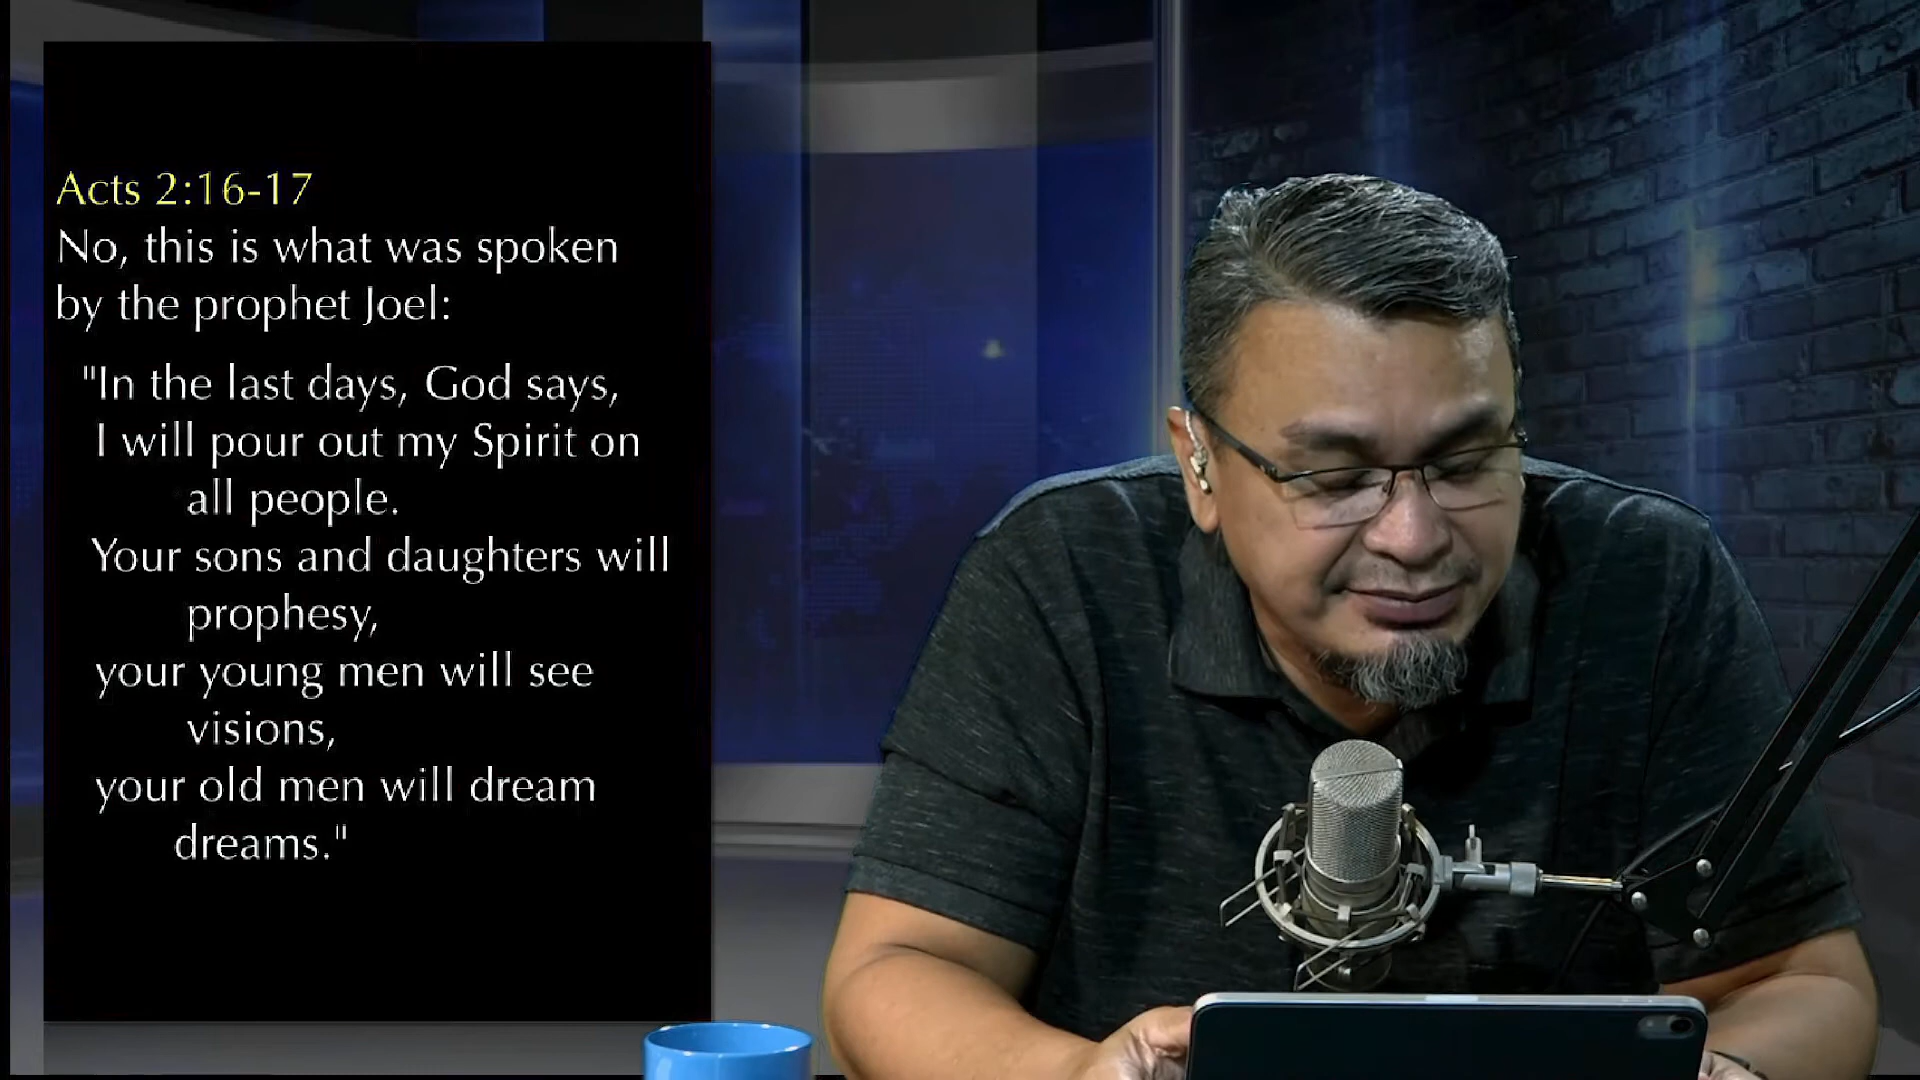 Acts 2:16-17
No, this is what was spoken
by the prophet Joel:
"In the last days, God says,
I will pour out my Spirit on
all people.
Your sons and daughters will
prophesy,
your young men will see
visions,
your old men will dream
dreams."